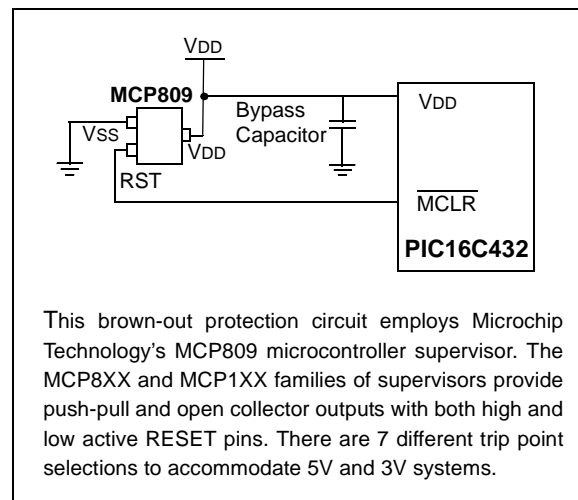 VDD
MCP809
VDD
Bypass
Capacitor
VSS
VDD
RST
MCLR
PIC16C432
This brown-out protection circuit employs Microchip
Technology's MCP809 microcontroller supervisor. The
MCP8XX and MCP1XX families of supervisors provide
push-pull and open collector outputs with both high and
low active RESET pins. There are 7 different trip point
selections to accommodate 5V and 3V systems.